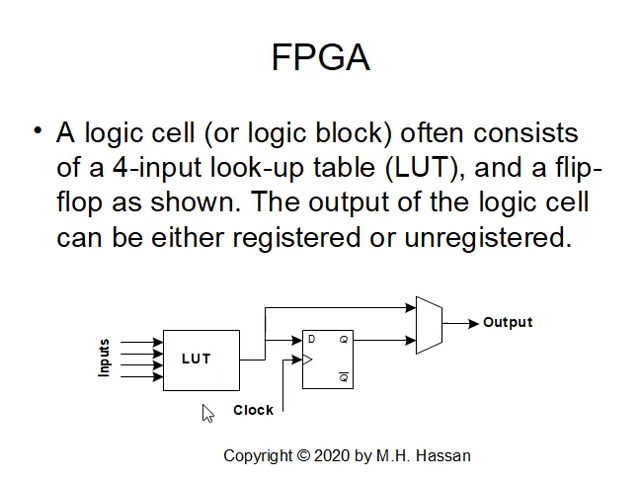 FPGA
• A logic cell (or logic block) often consists
of a 4-input look-up table (LUT), and a flip-
flop as shown. The output of the logic cell
can be either registered or unregistered.
Inputs
LUT
D
Q
Q̅
Clock
Output
Copyright © 2020 by M.H. Hassan